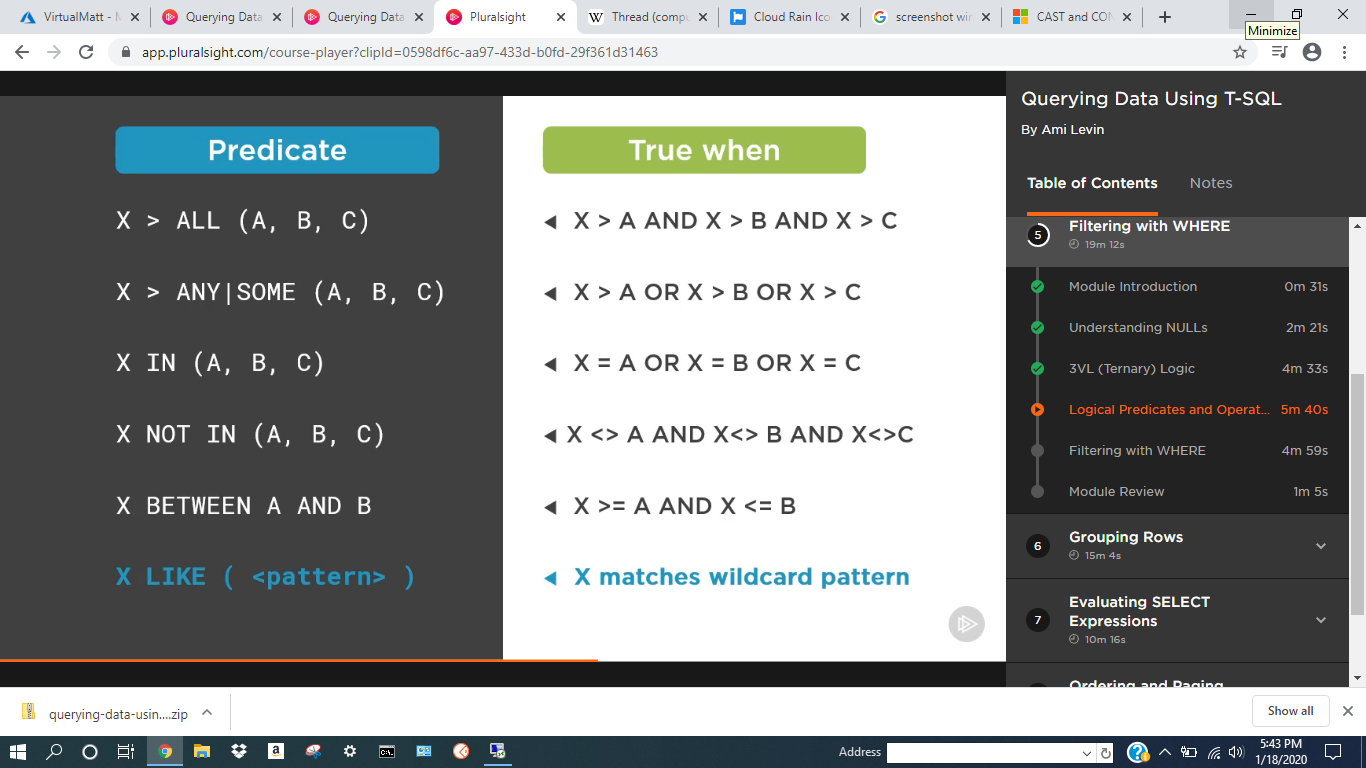 VirtualMatt - M
Querying Data
Querying Data
Pluralsight
Thread (compu
Cloud Rain Ico
screenshot win
CAST and CON
Minimize
app.pluralsight.com/course-player?clipId=0598df6c-aa97-433d-b0fd-29f361d31463
Predicate
True when
X > ALL (A, B, C)
X > A AND X > B AND X > C
X > ANY|SOME (A, B, C)
X > A OR X > B OR X > C
X IN (A, B, C)
X = A OR X = B OR X = C
X NOT IN (A, B, C)
X <> A AND X<> B AND X<>C
X BETWEEN A AND B
X >= A AND X <= B
X LIKE ( <pattern> )
X matches wildcard pattern
Querying Data Using T-SQL
By Ami Levin
Table of Contents
Notes
5
Filtering with WHERE
19m 12s
Module Introduction 0m 31s
Understanding NULLs 2m 21s
3VL (Ternary) Logic 4m 33s
Logical Predicates and Operat... 5m 40s
Filtering with WHERE 4m 59s
Module Review 1m 5s
6
Grouping Rows
15m 4s
7
Evaluating SELECT
Expressions
10m 16s
Ordering and Paging
querying-data-usin....zip
Show all
Address
5:43 PM
1/18/2020